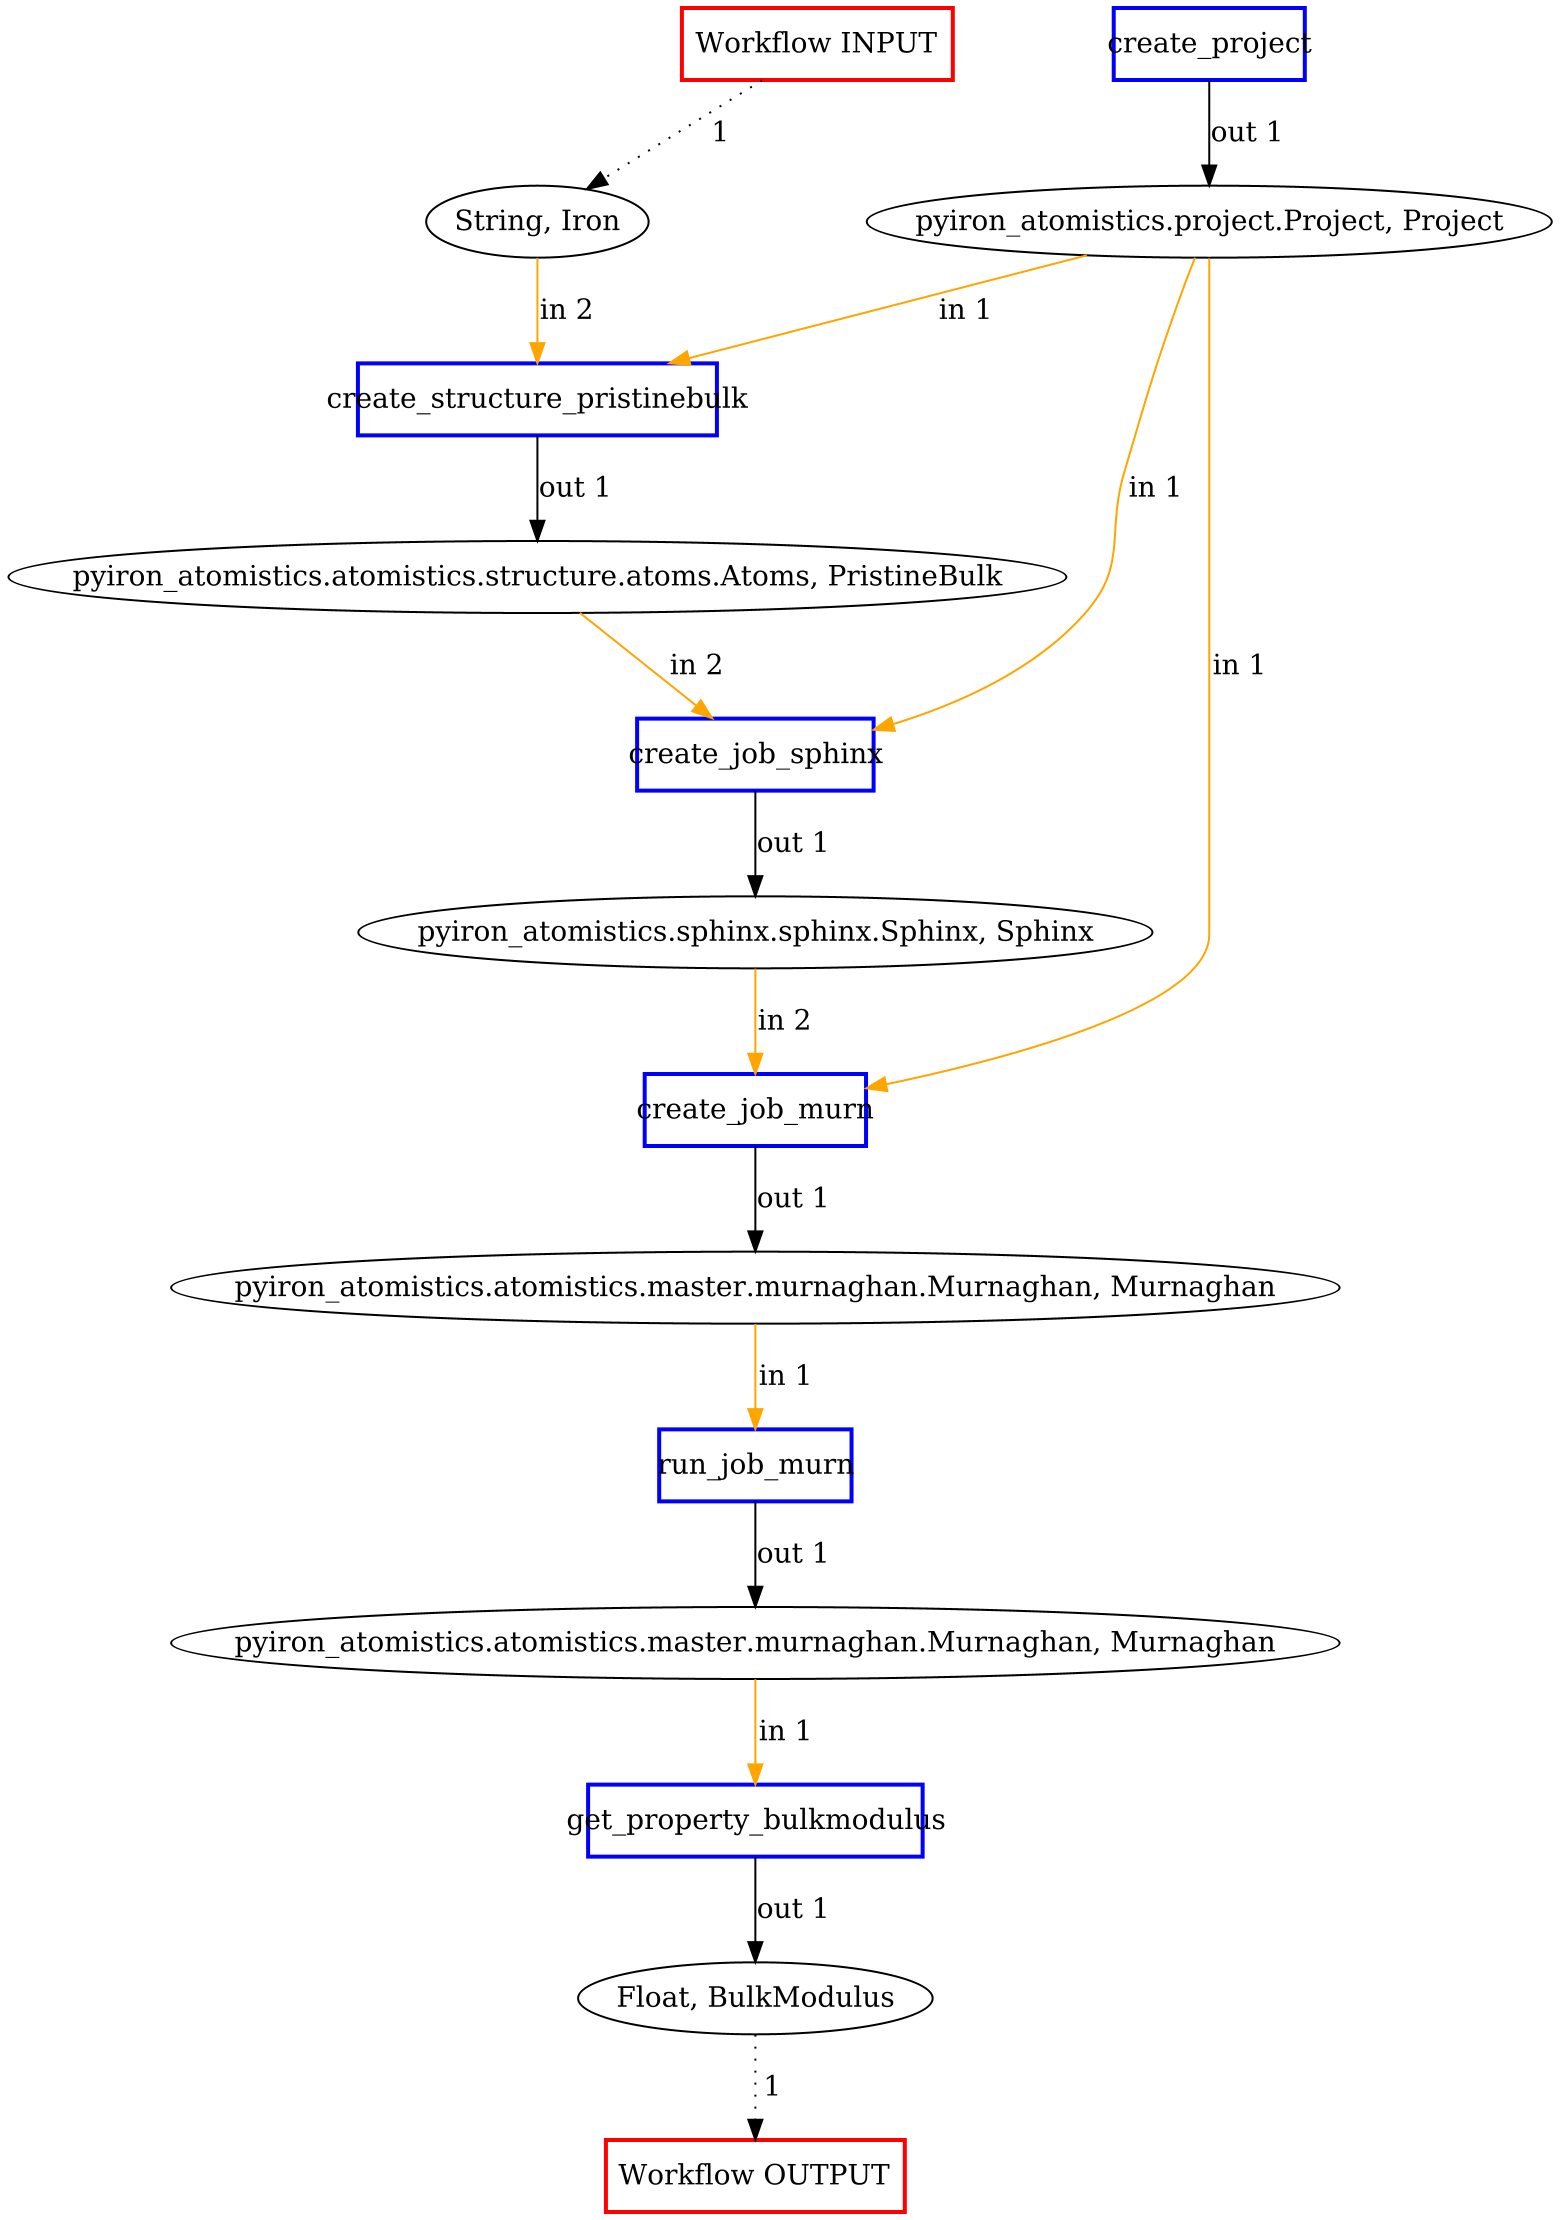 Workflow INPUT
create_project
1
out 1
String, Iron
pyiron_atomistics.project.Project, Project
in 2
in 1
create_structure_pristinebulk
out 1
in 1
pyiron_atomistics.atomistics.structure.atoms.Atoms, PristineBulk
in 2
in 1
create_job_sphinx
out 1
pyiron_atomistics.sphinx.sphinx.Sphinx, Sphinx
in 2
create_job_murn
out 1
pyiron_atomistics.atomistics.master.murnaghan.Murnaghan, Murnaghan
in 1
run_job_murn
out 1
pyiron_atomistics.atomistics.master.murnaghan.Murnaghan, Murnaghan
in 1
get_property_bulkmodulus
out 1
Float, BulkModulus
1
Workflow OUTPUT